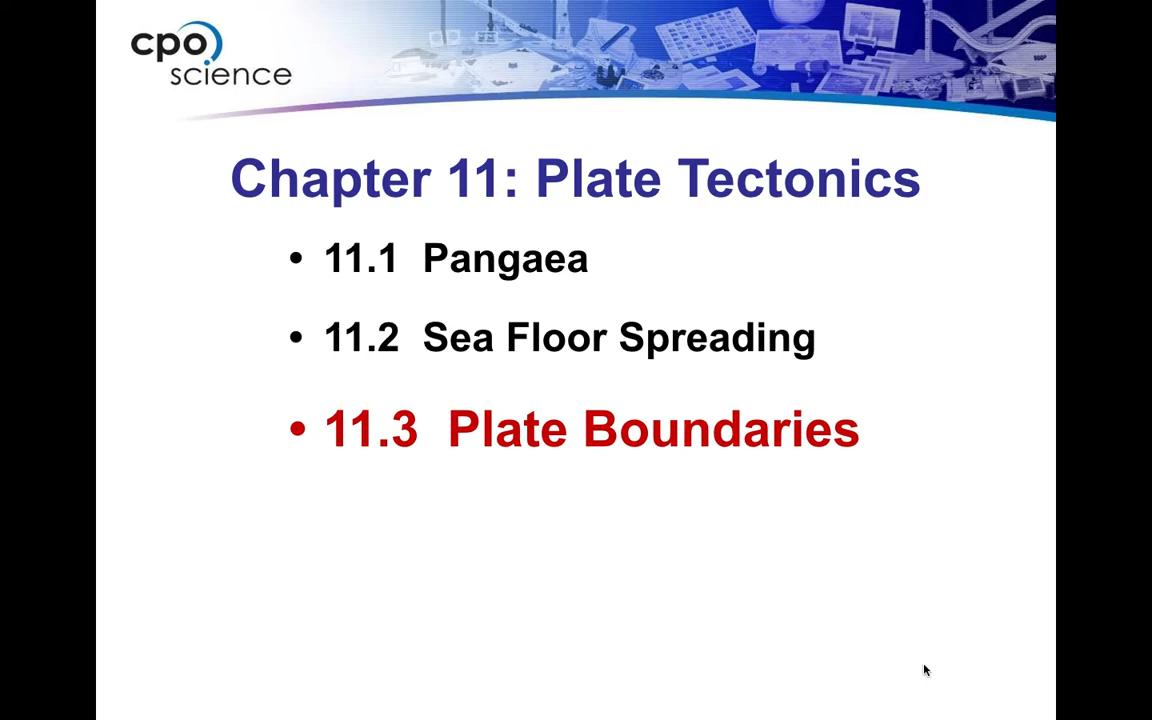 cpo
science
Chapter 11: Plate Tectonics
• 11.1 Pangaea
• 11.2 Sea Floor Spreading
• 11.3 Plate Boundaries